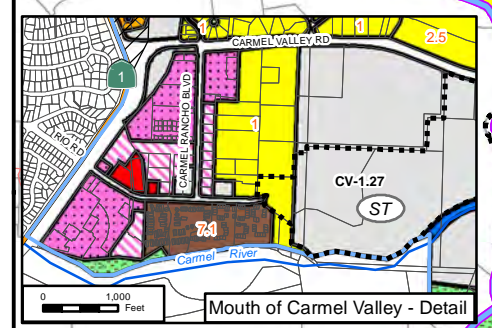 1
1
2.5
CARMEL VALLEY RD
1
RIO RD
CARMEL RANCHO BLVD
1
CV-1.27
ST
7.1
Carmel River
0 1,000
Feet
Mouth of Carmel Valley - Detail